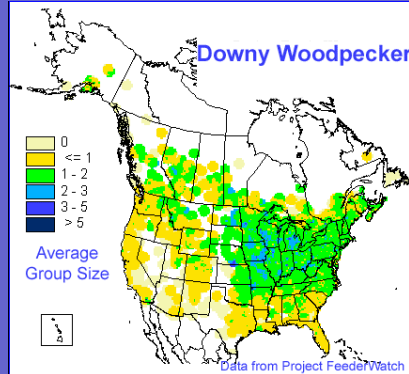 Downy Woodpecker
0
<= 1
1 - 2
2 - 3
3 - 5
> 5
Average
Group Size
Data from Project FeederWatch